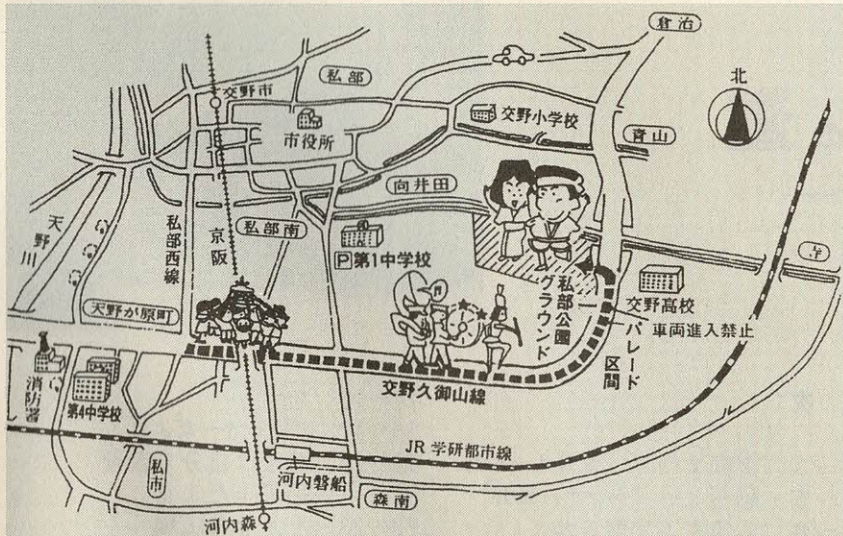 倉治
北
私部
交野市
交野小学校
市役所
青山
向井田
天野川
私部西線
京阪
私部南
P第1中学校
寺
私部公園
グラウンド
交野高校
車両進入禁止
パレード
区間
天野が原町
消防署
第4中学校
交野久御山線
JR 学研都市線
私市
河内磐船
森南
河内森